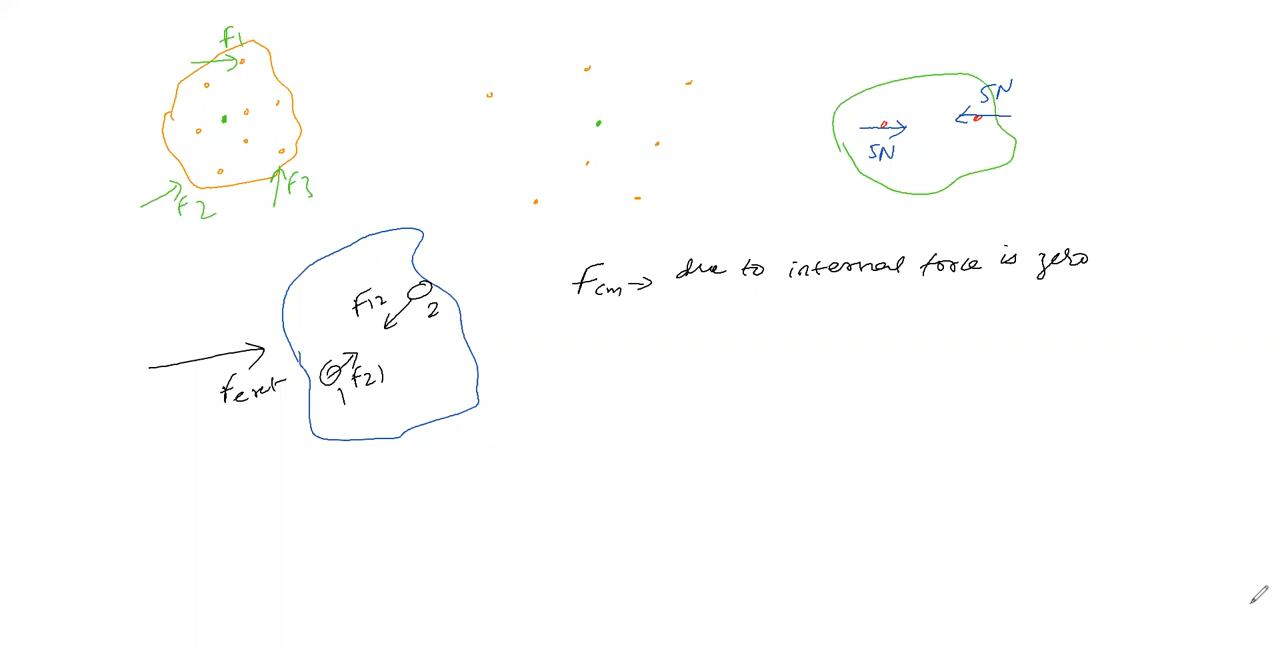 F1
F2
F3
5N
5N
Fcm→ due to internal force is zero
F12
2
F21
1
fext